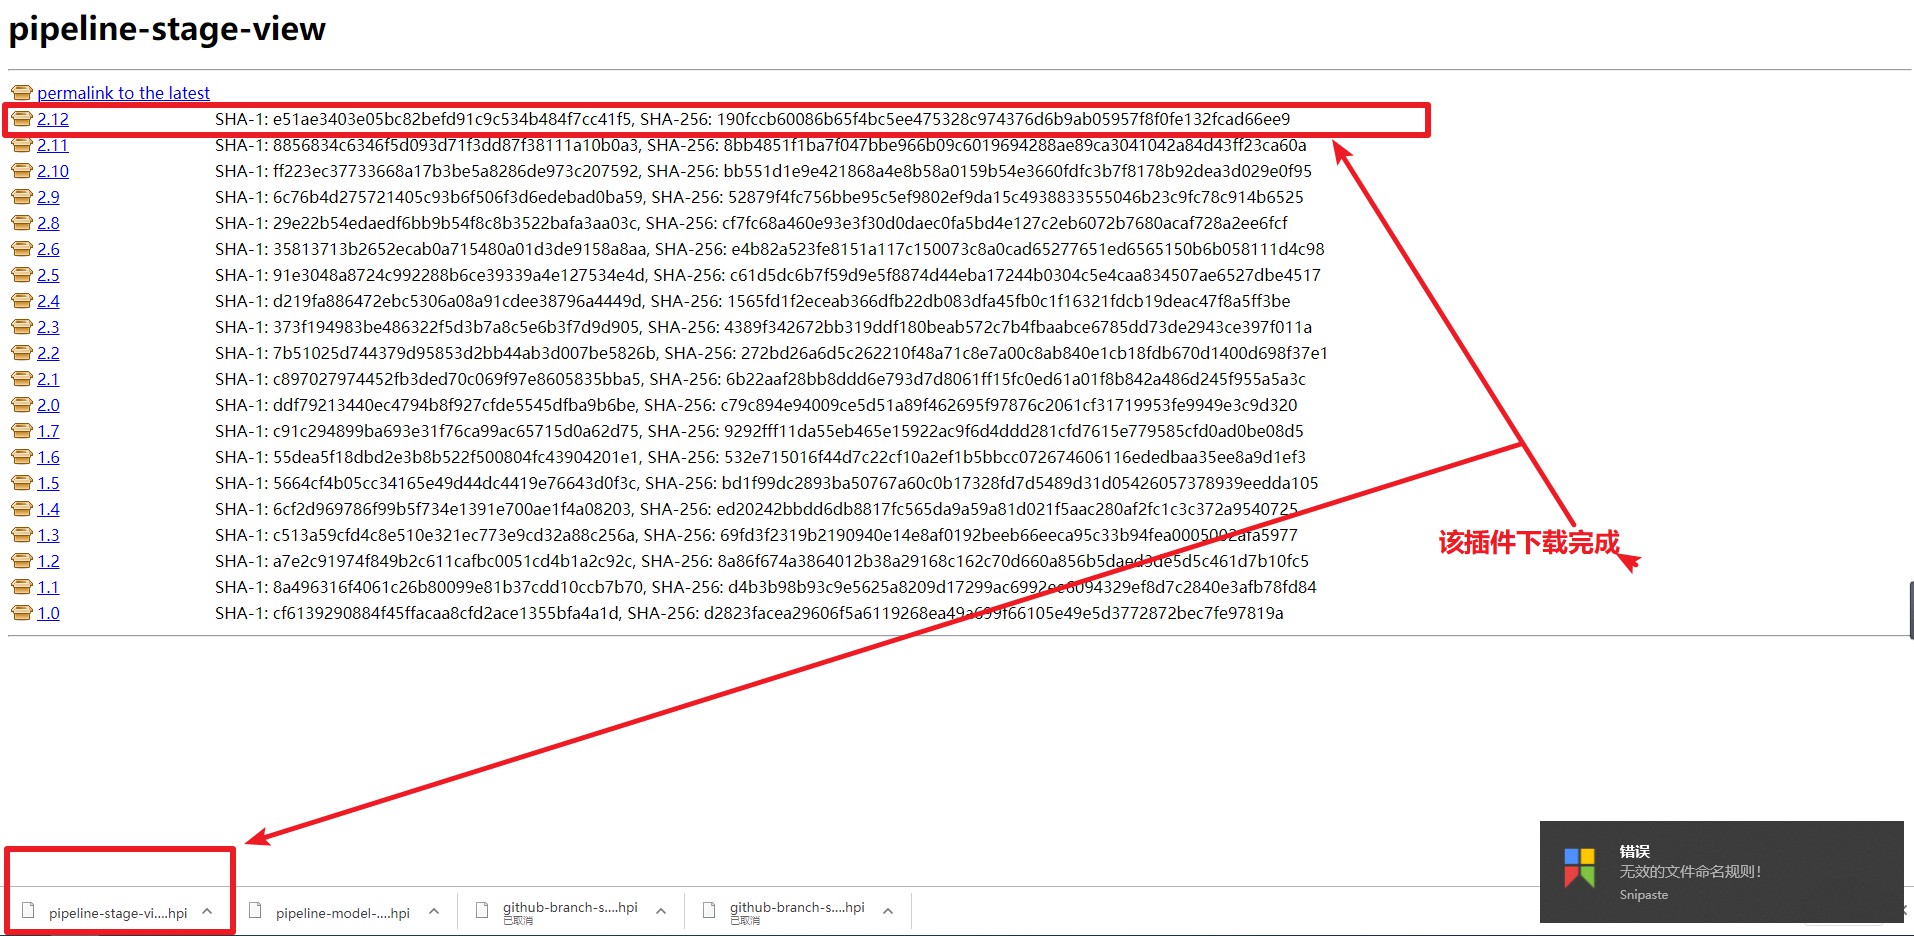 pipeline-stage-view
permalink to the latest
2.12 SHA-1: e51ae3403e05bc82befd91c9c534b484f7cc41f5, SHA-256: 190fccb60086b65f4bc5ee475328c974376d6b9ab05957f8f0fe132fcad66ee9
2.11 SHA-1: 8856834c6346f5d093d71f3dd87f38111a10b0a3, SHA-256: 8bb4851f1ba7f047bbe966b09c6019694288ae89ca3041042a84d43ff23ca60a
2.10 SHA-1: ff223ec37733668a17b3be5a8286de973c207592, SHA-256: bb551d1e9e421868a4e8b58a0159b54e3660fdfc3b7f8178b92dea3d029e0f95
2.9 SHA-1: 6c76b4d275721405c93b6f506f3d6edebad0ba59, SHA-256: 52879f4fc756bbe95c5ef9802ef9da15c4938833555046b23c9fc78c914b6525
2.8 SHA-1: 29e22b54edaedf6bb9b54f8c8b3522bafa3aa03c, SHA-256: cf7fc68a460e93e3f30d0daec0fa5bd4e127c2eb6072b7680acaf728a2ee6fcf
2.6 SHA-1: 35813713b2652ecab0a715480a01d3de9158a8aa, SHA-256: e4b82a523fe8151a117c150073c8a0cad65277651ed6565150b6b058111d4c98
2.5 SHA-1: 91e3048a8724c992288b6ce39339a4e127534e4d, SHA-256: c61d5dc6b7f59d9e5f8874d44eba17244b0304c5e4caa834507ae6527dbe4517
2.4 SHA-1: d219fa886472ebc5306a08a91cdee38796a4449d, SHA-256: 1565fd1f2eceab366dfb22db083dfa45fb0c1f16321fdcb19deac47f8a5ff3be
2.3 SHA-1: 373f194983be486322f5d3b7a8c5e6b3f7d9d905, SHA-256: 4389f342672bb319ddf180beab572c7b4fbaabce6785dd73de2943ce397f011a
2.2 SHA-1: 7b51025d744379d95853d2bb44ab3d007be5826b, SHA-256: 272bd26a6d5c262210f48a71c8e7a00c8ab840e1cb18fdb670d1400d698f37e1
2.1 SHA-1: c897027974452fb3ded70c069f97e8605835bba5, SHA-256: 6b22aaf28bb8ddd6e793d7d8061ff15fc0ed61a01f8b842a486d245f955a5a3c
2.0 SHA-1: ddf79213440ec4794b8f927cfde5545dfba9b6be, SHA-256: c79c894e94009ce5d51a89f462695f97876c2061cf31719953fe9949e3c9d320
1.7 SHA-1: c91c294899ba693e31f76ca99ac65715d0a62d75, SHA-256: 9292fff11da55eb465e15922ac9f6d4ddd281cfd7615e779585cfd0ad0be08d5
1.6 SHA-1: 55dea5f18dbd2e3b8b522f500804fc43904201e1, SHA-256: 532e715016f44d7c22cf10a2ef1b5bbcc072674606116ededbaa35ee8a9d1ef3
1.5 SHA-1: 5664cf4b05cc34165e49d44dc4419e76643d0f3c, SHA-256: bd1f99dc2893ba50767a60c0b17328fd7d5489d31d05426057378939eedda105
1.4 SHA-1: 6cf2d969786f99b5f734e1391e700ae1f4a08203, SHA-256: ed20242bbdd6db8817fc565da9a59a81d021f5aac280af2fc1c3c372a9540725
1.3 SHA-1: c513a59cfd4c8e510e321ec773e9cd32a88c256a, SHA-256: 69fd3f2319b2190940e14e8af0192beeb66eeca95c33b94fea0005002afa5977
1.2 SHA-1: a7e2c91974f849b2c611cafbc0051cd4b1a2c92c, SHA-256: 8a86f674a3864012b38a29168c162c70d660a856b5daed3de5d5c461d7b10fc5
1.1 SHA-1: 8a496316f4061c26b80099e81b37cdd10ccb7b70, SHA-256: d4b3b98b93c9e5625a8209d17299ac6992ee6094329ef8d7c2840e3afb78fd84
1.0 SHA-1: cf6139290884f45ffacaa8cfd2ace1355bfa4a1d, SHA-256: d2823facea29606f5a6119268ea49a699f66105e49e5d3772872bec7fe97819a
该插件下载完成
错误
无效的文件命名规则！
Snipaste
pipeline-stage-vi....hpi
pipeline-model-....hpi
github-branch-s....hpi
已取消
github-branch-s....hpi
已取消